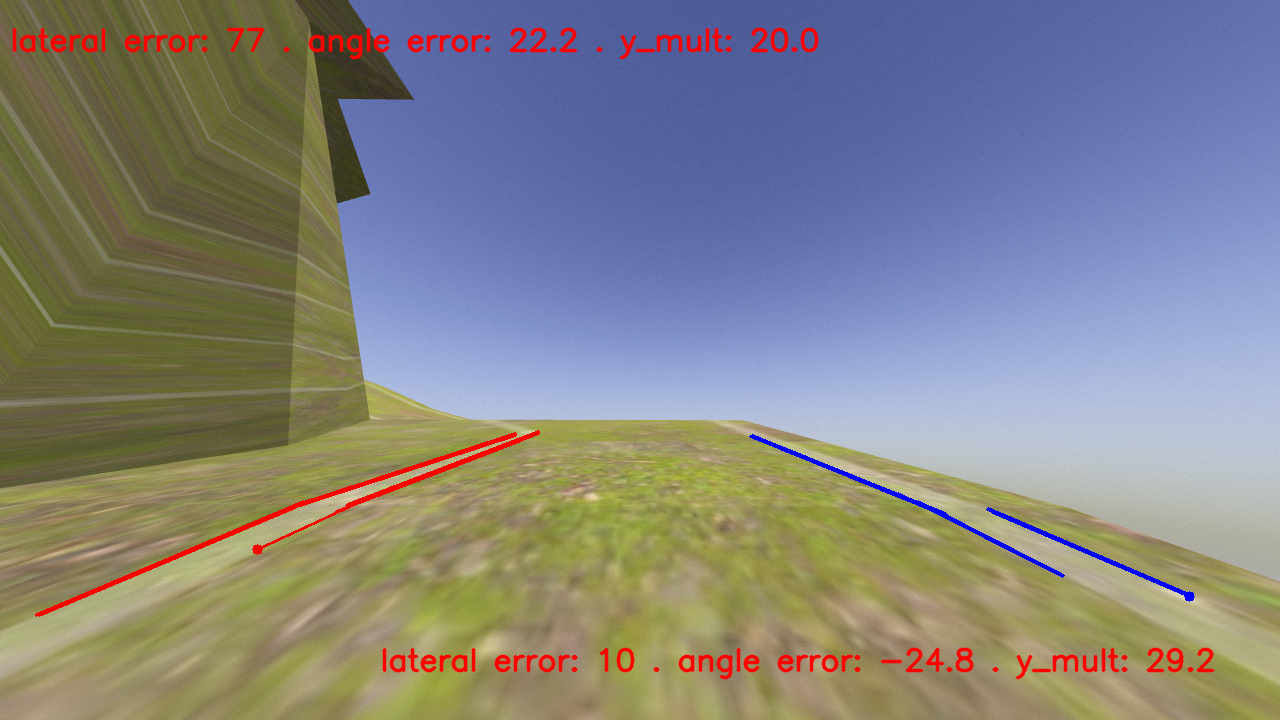 lateral error: 77 . angle error: 22.2 . y_mult: 20.0
lateral error: 10 . angle error: -24.8 . y_mult: 29.2